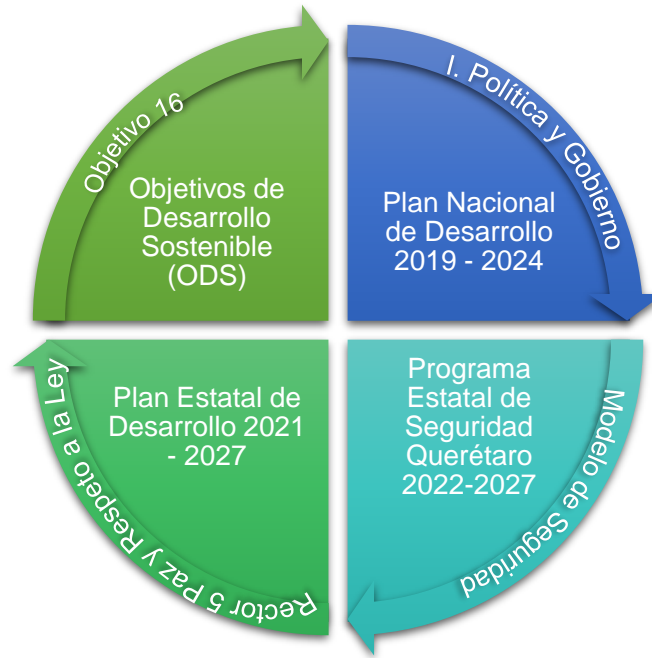 Objetivo 16
Objetivos de
Desarrollo
Sostenible
(ODS)
I. Política y Gobierno
Plan Nacional
de Desarrollo
2019 - 2024
Rector 5 Paz y Respeto a la Ley
Plan Estatal de
Desarrollo 2021
- 2027
Programa
Estatal de
Seguridad
Querétaro
2022-2027
Modelo de Seguridad